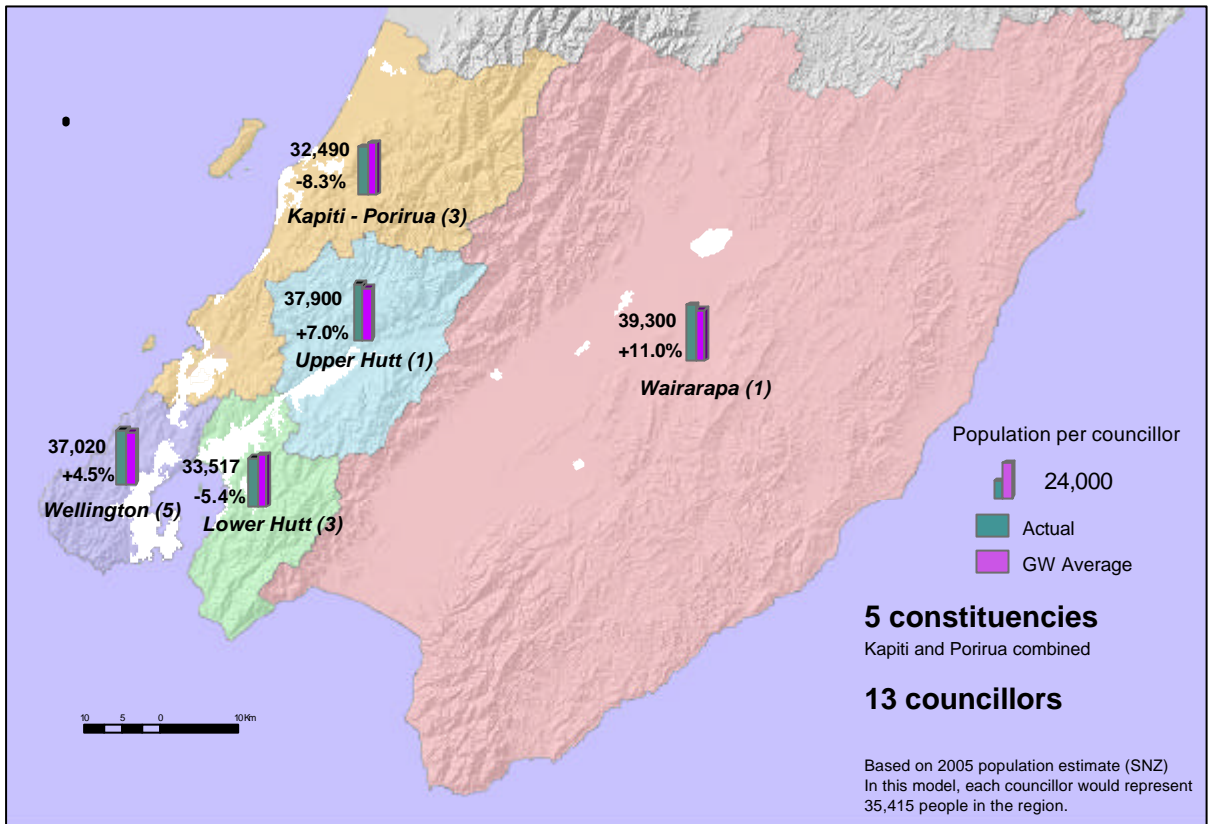 32,490
-8.3%
Kapiti - Porirua (3)
37,900
+7.0%
Upper Hutt (1)
39,300
+11.0%
Wairarapa (1)
37,020
+4.5%
Wellington (5)
33,517
-5.4%
Lower Hutt (3)
Population per councillor
24,000
Actual
GW Average
5 constituencies
Kapiti and Porirua combined
13 councillors
10 5 0 10 Km
Based on 2005 population estimate (SNZ)
In this model, each councillor would represent
35,415 people in the region.